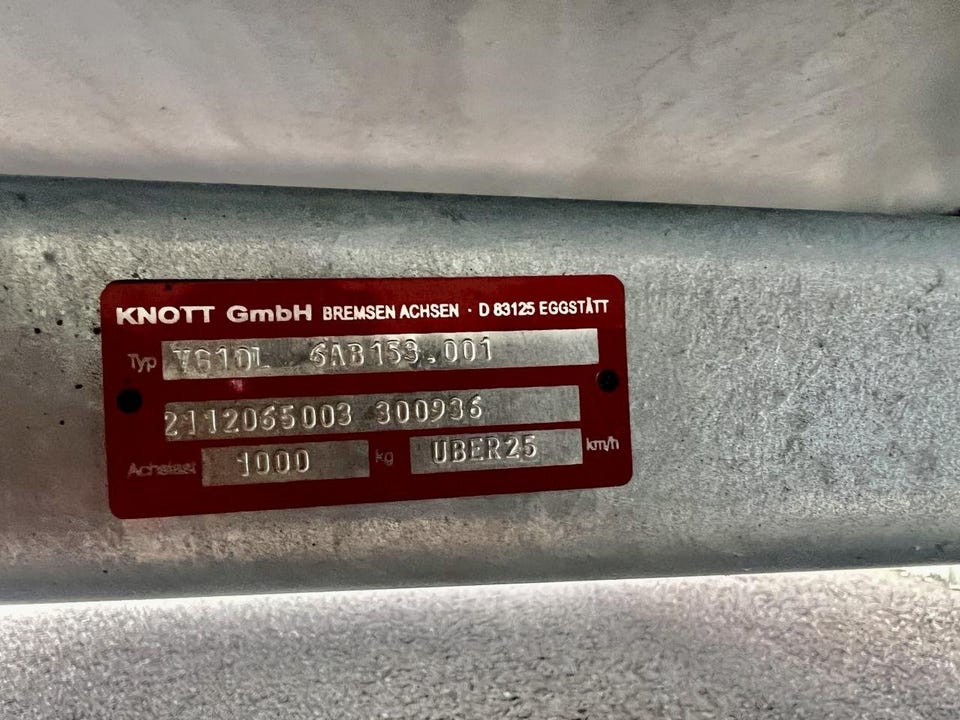 KNOTT GmbH BREMSEN ACHSEN · D 83125 EGGSTÄTT
Typ VG10L 6AB153.001
2112065003 300936
Achslast 1000 kg UBER25 km/h